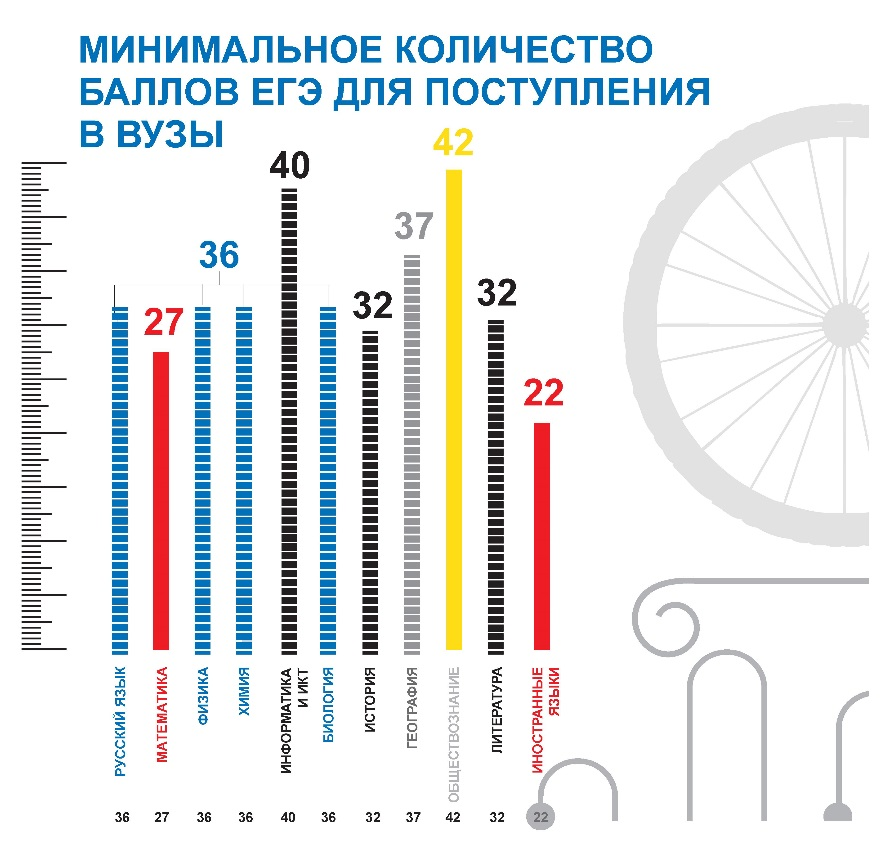 МИНИМАЛЬНОЕ КОЛИЧЕСТВО
БАЛЛОВ ЕГЭ ДЛЯ ПОСТУПЛЕНИЯ
В ВУЗЫ
42
40
37
36
32
32
27
22
РУССКИЙ ЯЗЫК
МАТЕМАТИКА
ФИЗИКА
ХИМИЯ
ИНФОРМАТИКА
И ИКТ
БИОЛОГИЯ
ИСТОРИЯ
ГЕОГРАФИЯ
ОБЩЕСТВОЗНАНИЕ
ЛИТЕРАТУРА
ИНОСТРАННЫЕ
ЯЗЫКИ
36 27 36 36 40 36 32 37 42 32 22